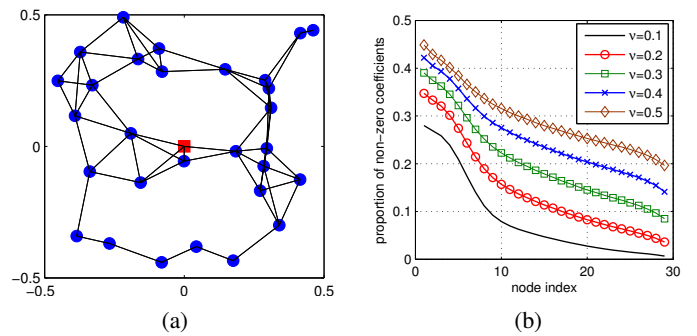 0.5
0
−0.5
−0.5
0
0.5
(a)
proportion of non−zero coefficients
0.5
0.4
0.3
0.2
0.1
0
0
10
20
30
node index
ν=0.1
ν=0.2
ν=0.3
ν=0.4
ν=0.5
(b)